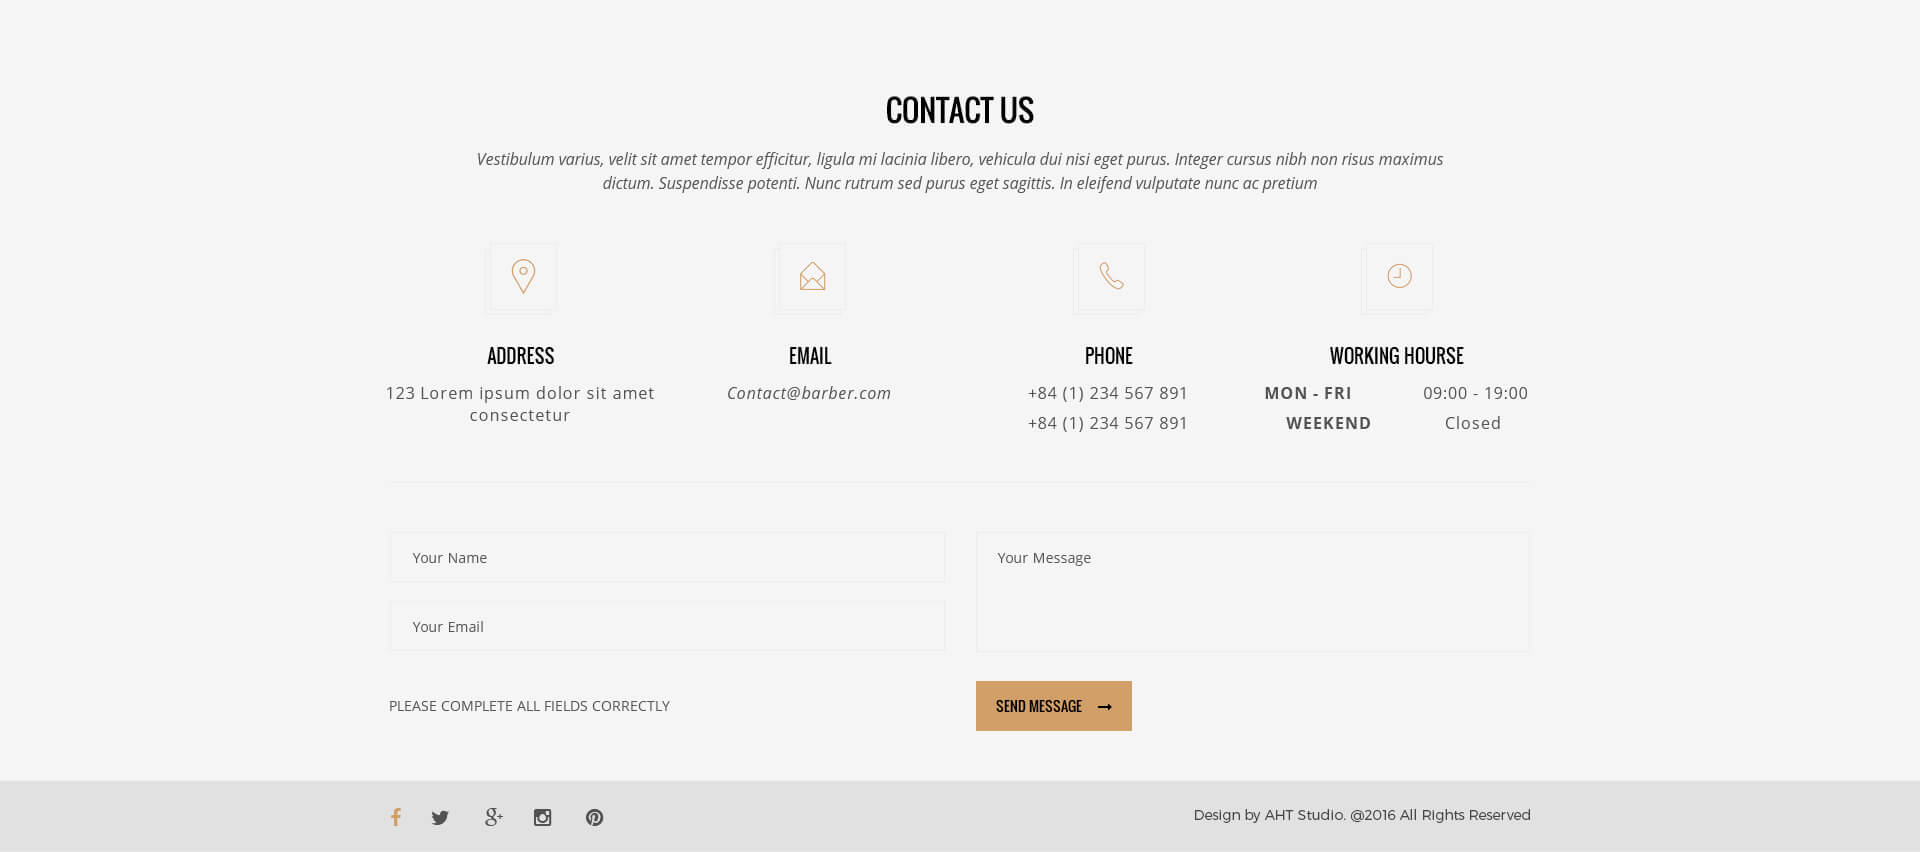 CONTACT US
Vestibulum varius, velit sit amet tempor efficitur, ligula mi lacinia libero, vehicula dui nisi eget purus. Integer cursus nibh non risus maximus
dictum. Suspendisse potenti. Nunc rutrum sed purus eget sagittis. In eleifend vulputate nunc ac pretium
ADDRESS
123 Lorem ipsum dolor sit amet
consectetur
EMAIL
Contact@barber.com
PHONE
+84 (1) 234 567 891
+84 (1) 234 567 891
WORKING HOURSE
MON - FRI 09:00 - 19:00
WEEKEND Closed
Your Name
Your Email
Your Message
PLEASE COMPLETE ALL FIELDS CORRECTLY
SEND MESSAGE
Design by AHT Studio. @2016 All Rights Reserved